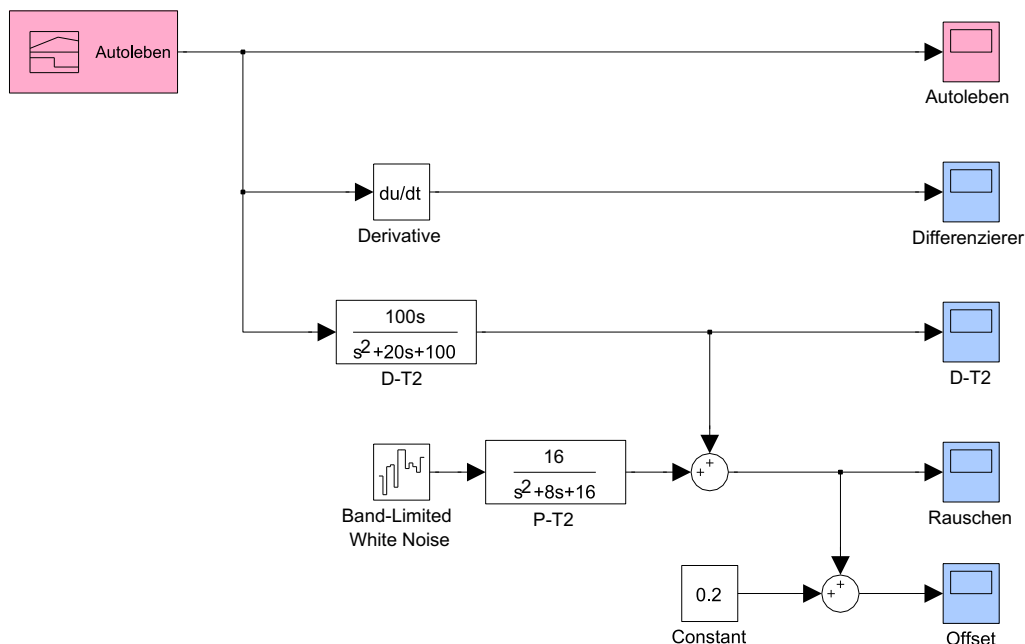 Autoleben
Autoleben
du/dt
Derivative
Differenzierer
100s
s²+20s+100
D-T2
D-T2
16
s²+8s+16
P-T2
Band-Limited
White Noise
+
+
Rauschen
0.2
Constant
+
+
Offset